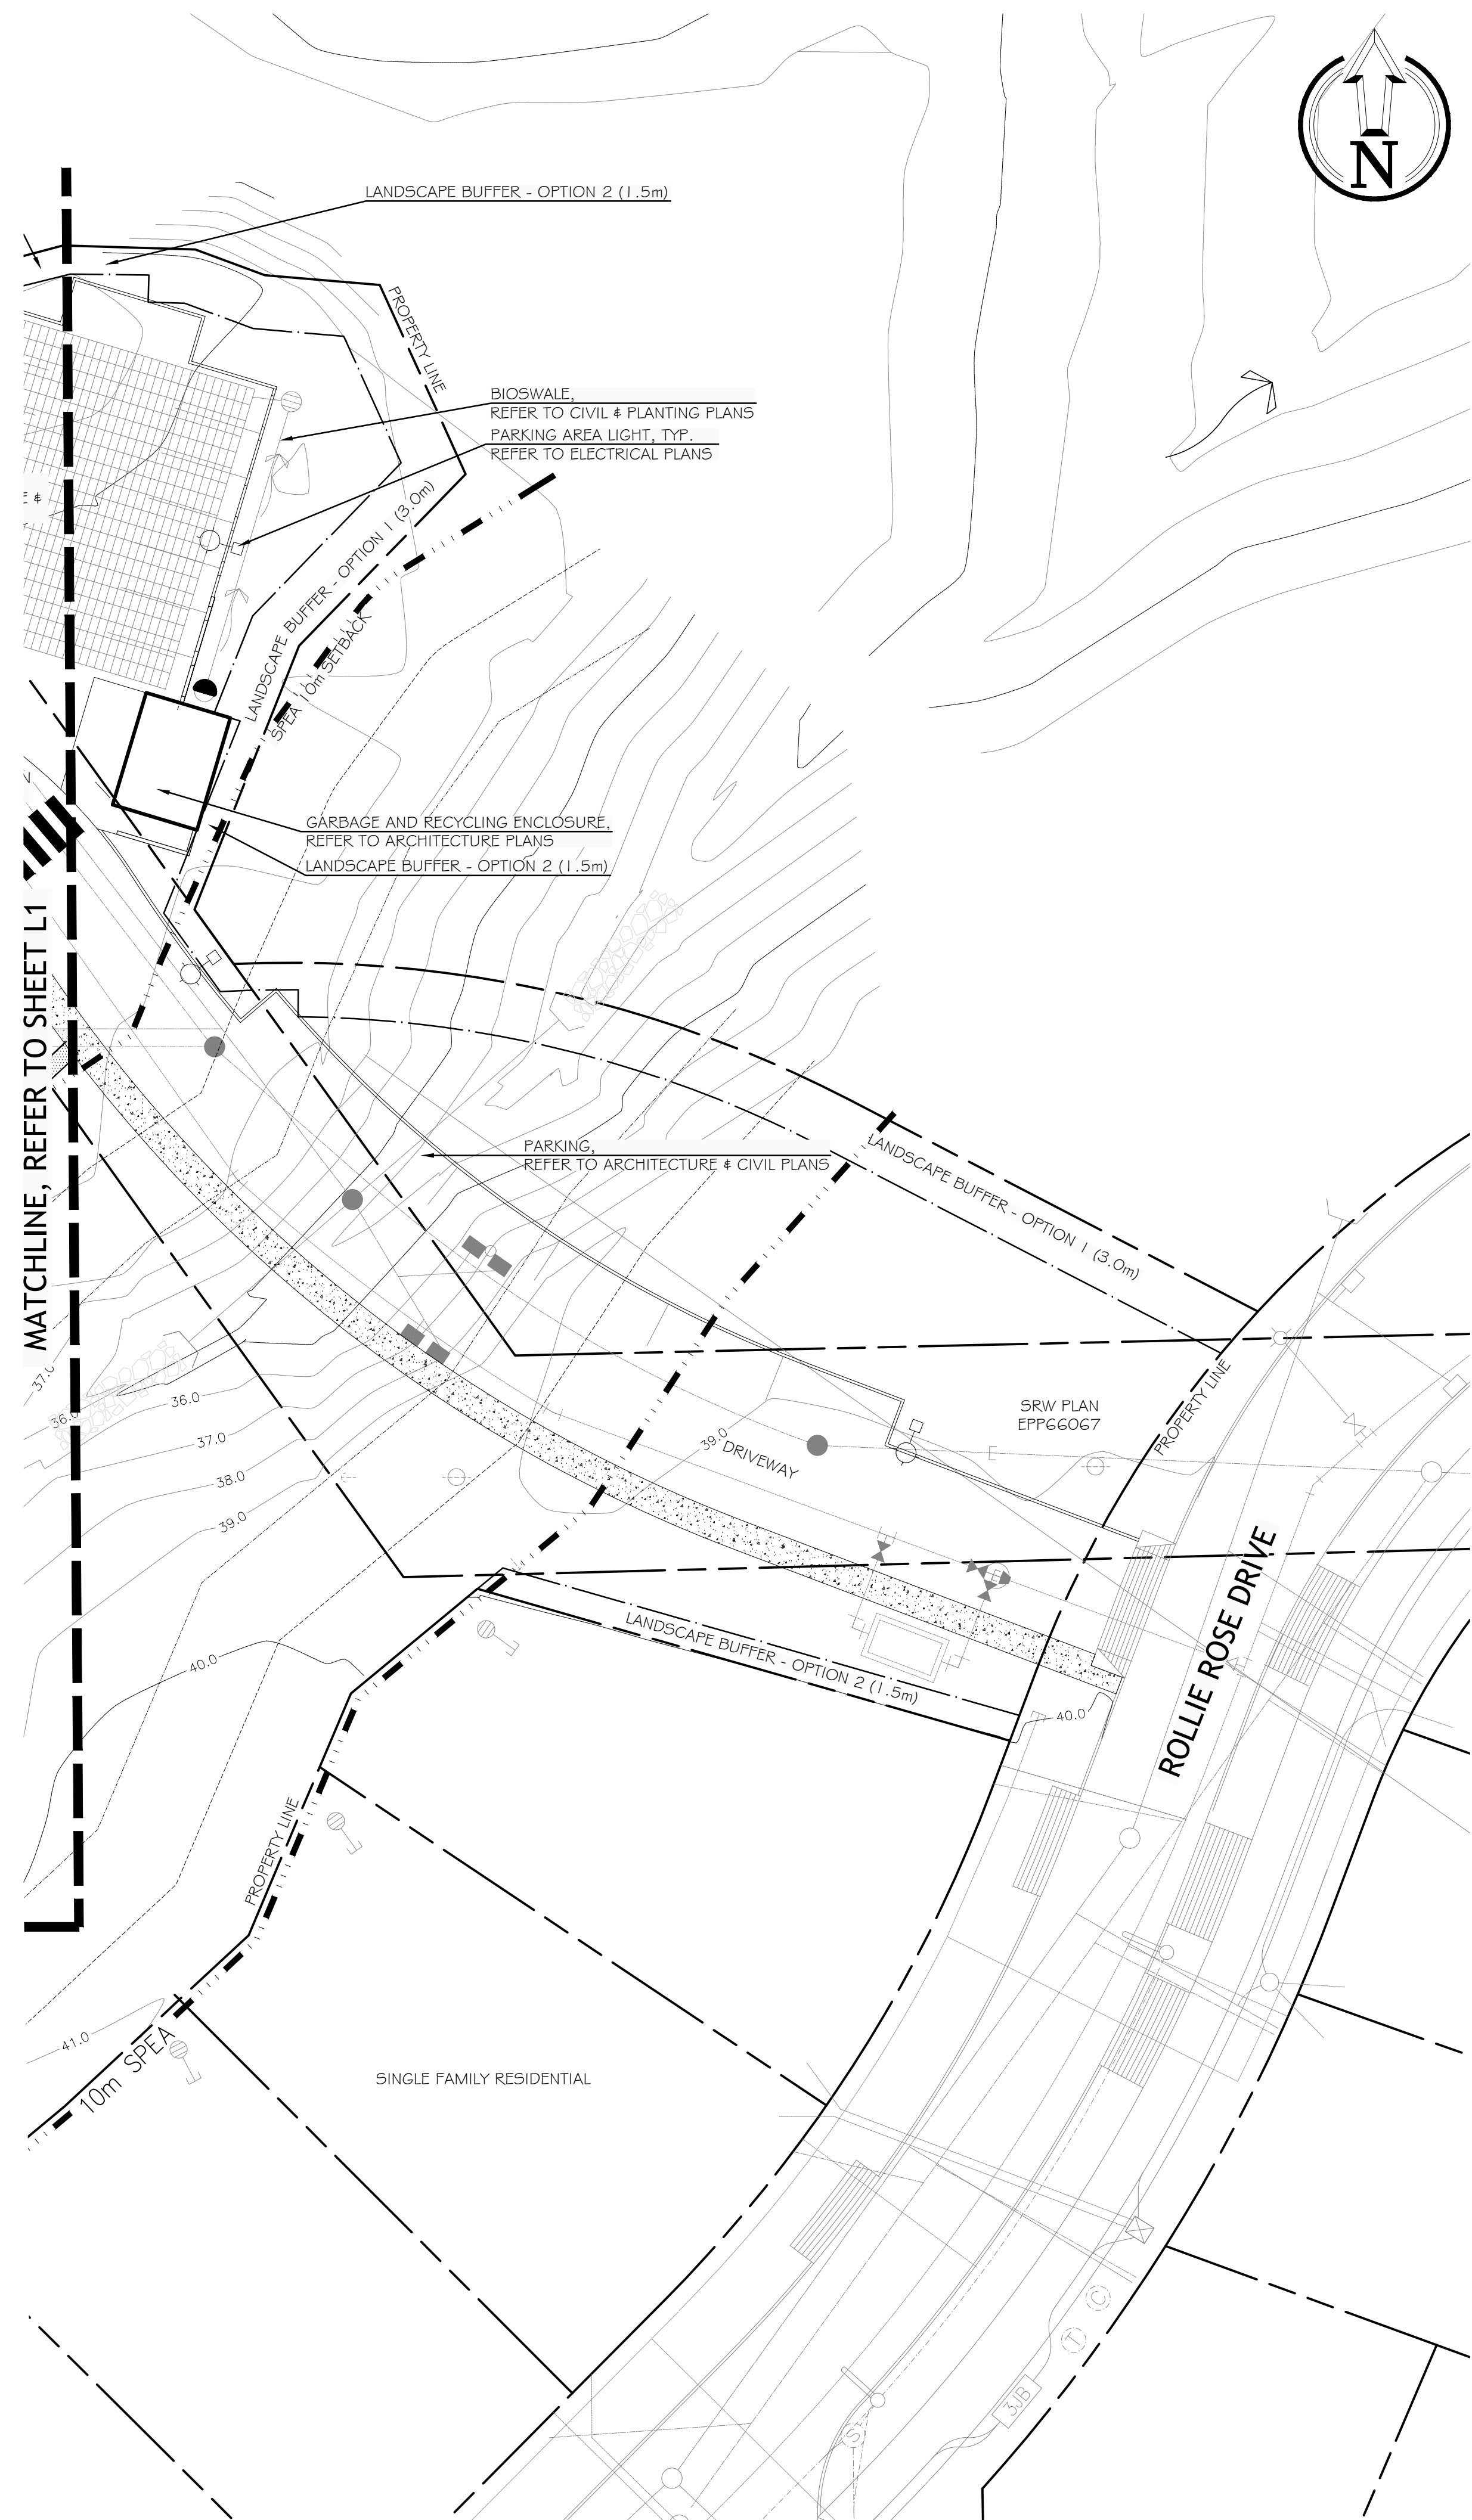 N
LANDSCAPE BUFFER - OPTION 2 (1.5m)
PROPERTY LINE
BIOSWALE,
REFER TO CIVIL & PLANTING PLANS
PARKING AREA LIGHT, TYP.
REFER TO ELECTRICAL PLANS
&
LANDSCAPE BUFFER - OPTION 1 (3.0m)
SPEA 10m SETBACK
GARBAGE AND RECYCLING ENCLOSURE,
REFER TO ARCHITECTURE PLANS
LANDSCAPE BUFFER - OPTION 2 (1.5m)
MATCHLINE, REFER TO SHEET L1
PARKING,
REFER TO ARCHITECTURE & CIVIL PLANS
LANDSCAPE BUFFER - OPTION 1 (3.0m)
37.0
36.0
36.0
37.0
38.0
39.0
39.0
DRIVEWAY
SRW PLAN
EPP66067
PROPERTY LINE
ROLLIE ROSE DRIVE
LANDSCAPE BUFFER - OPTION 2 (1.5m)
40.0
40.0
PROPERTY LINE
41.0
10m SPEA
SINGLE FAMILY RESIDENTIAL
C
T
3JB
S